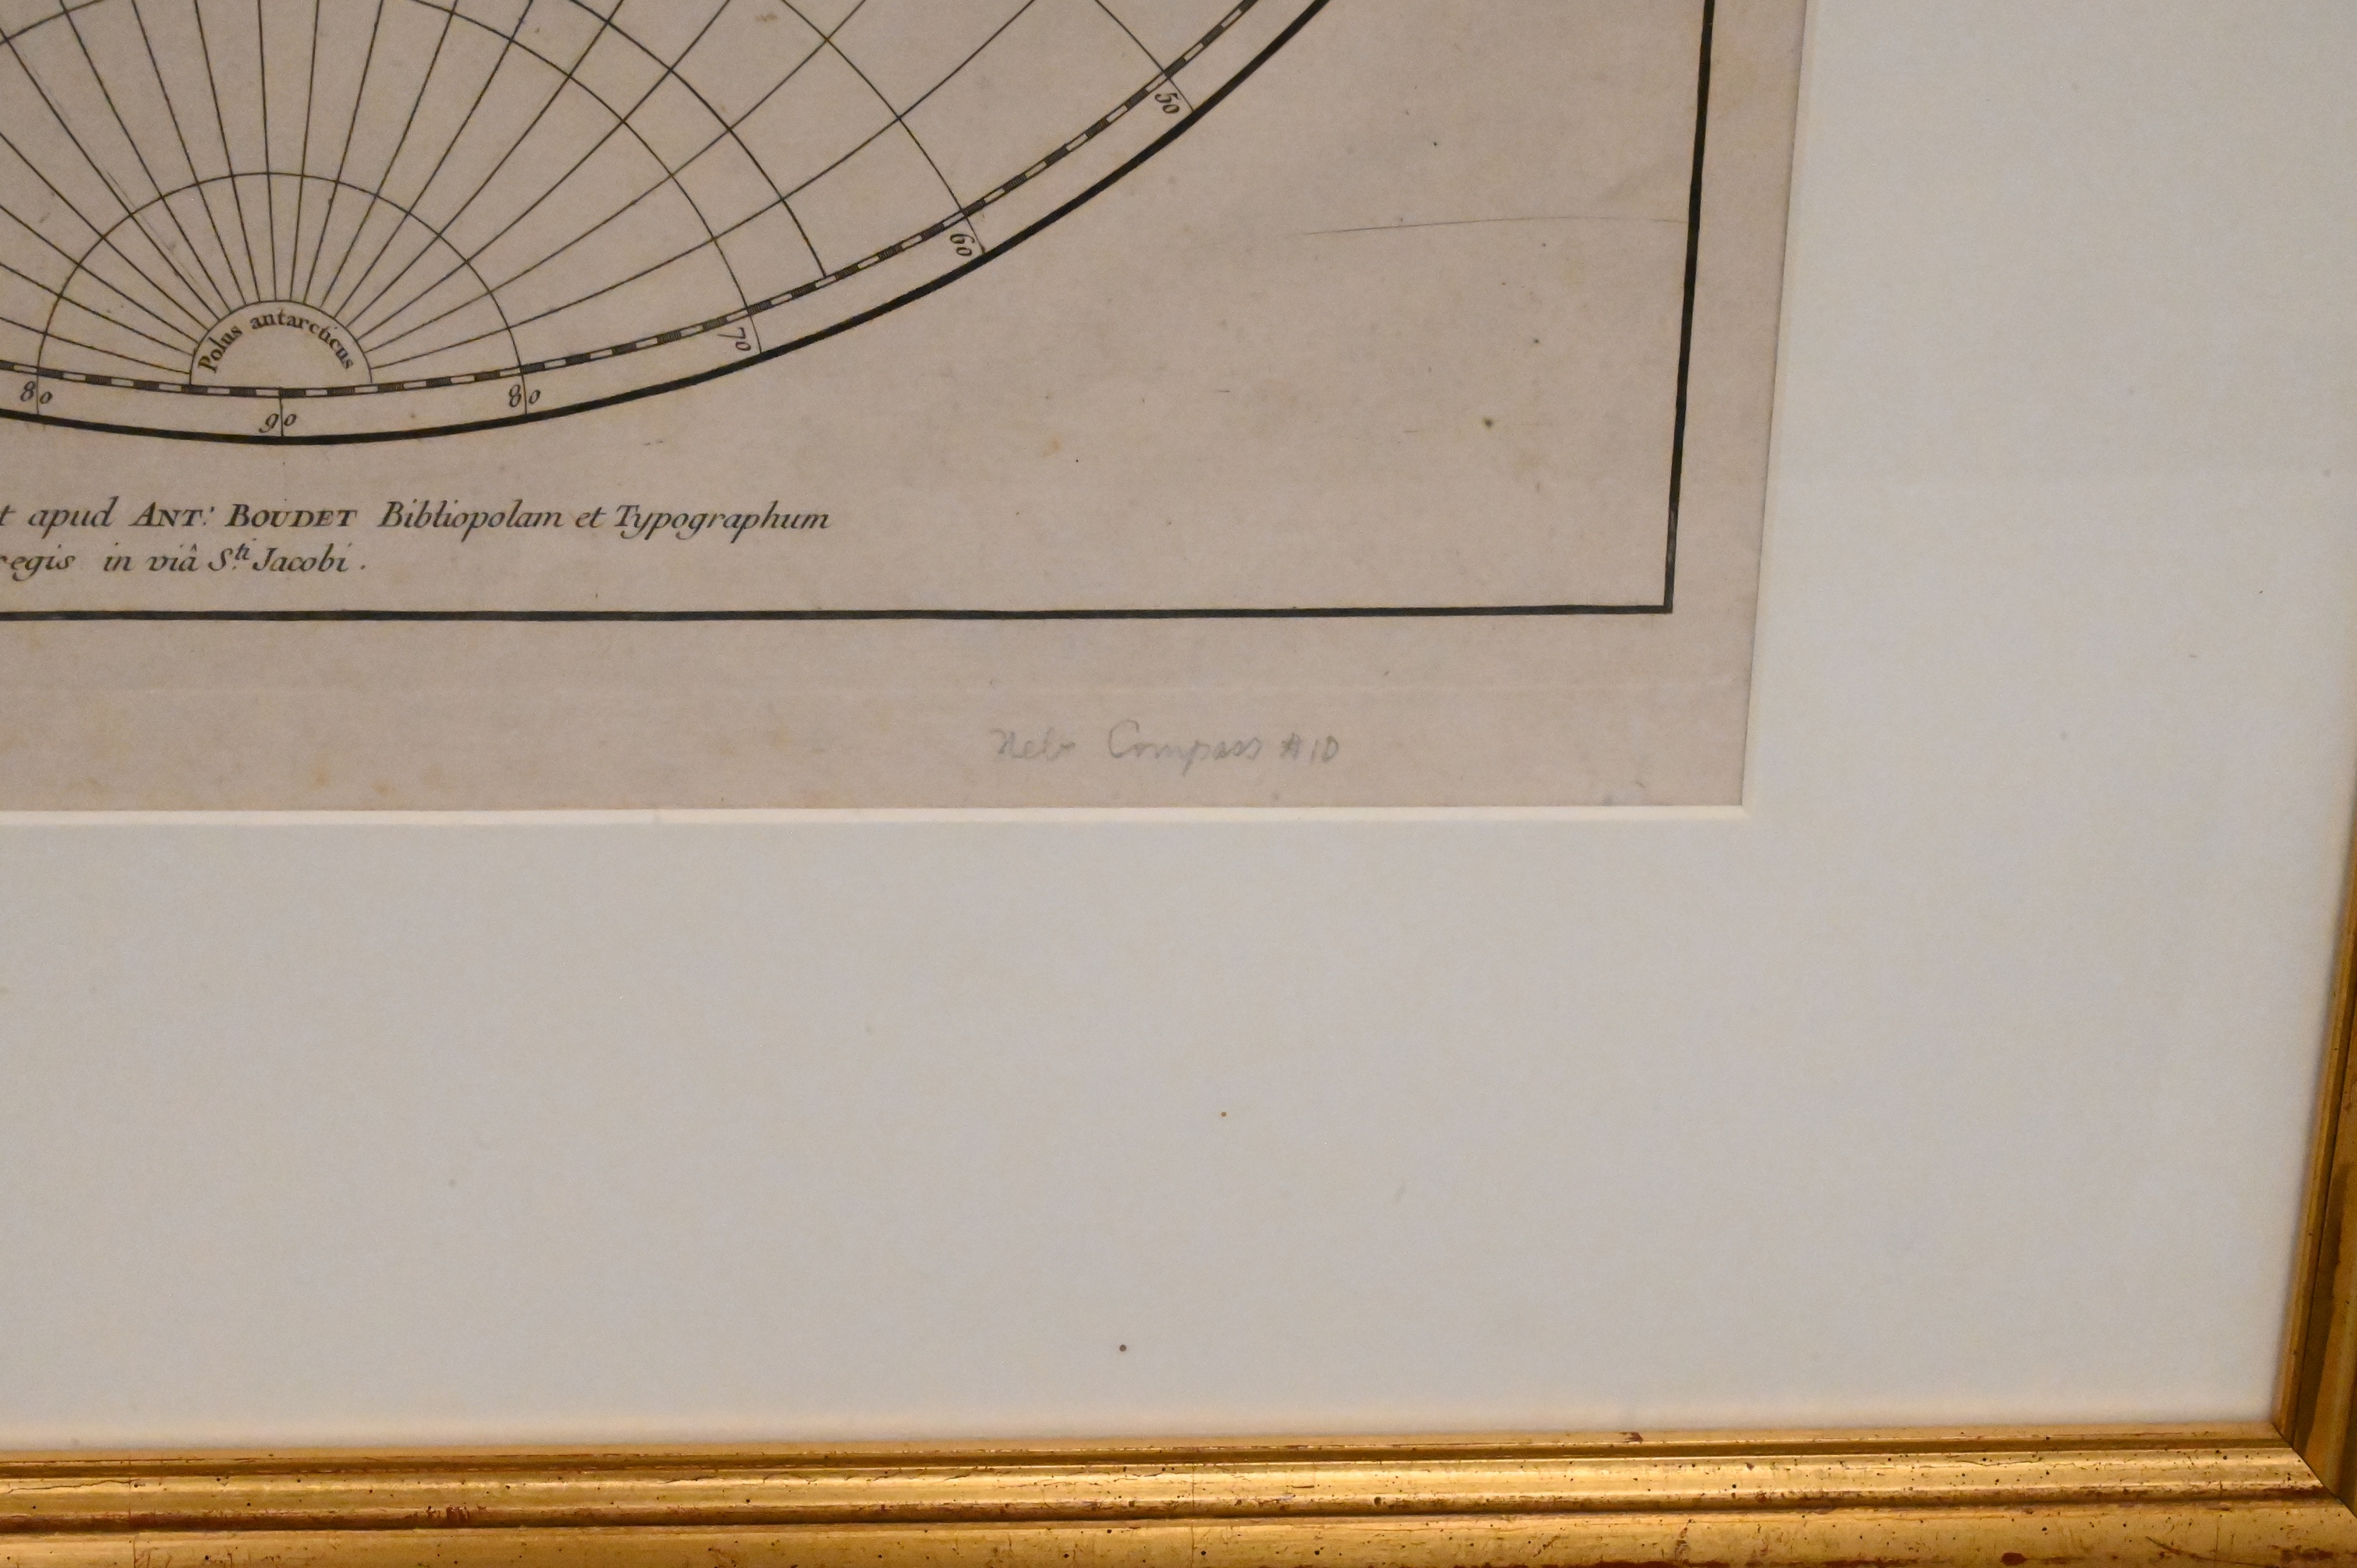 50
60
70
Polus antarcticus
80
80
90
apud ANT.' BOUDET Bibliopolam et Typographum
regis in viâ S.ti Jacobi .
Compass #10